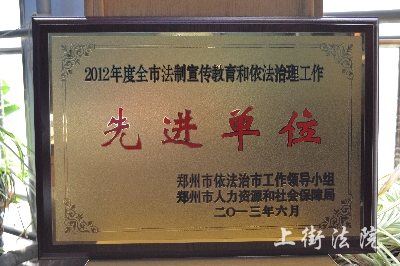 2012年度全市法制宣传教育和依法治理工作
先进单位
郑州市依法治市工作领导小组
郑州市人力资源和社会保障局
二〇一三年六月
上街法院